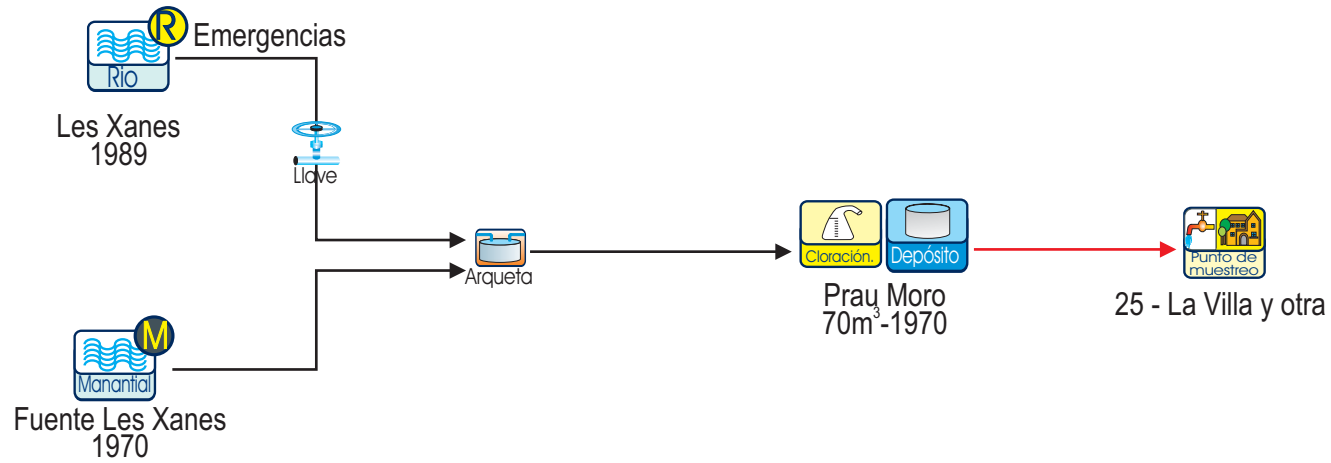 R
Emergencias
Rio
Les Xanes
1989
Llave
Arqueta
M
Manantial
Fuente Les Xanes
1970
Cloración.
Depósito
Prau Moro
70m³-1970
Punto de
muestreo
25 - La Villa y otra